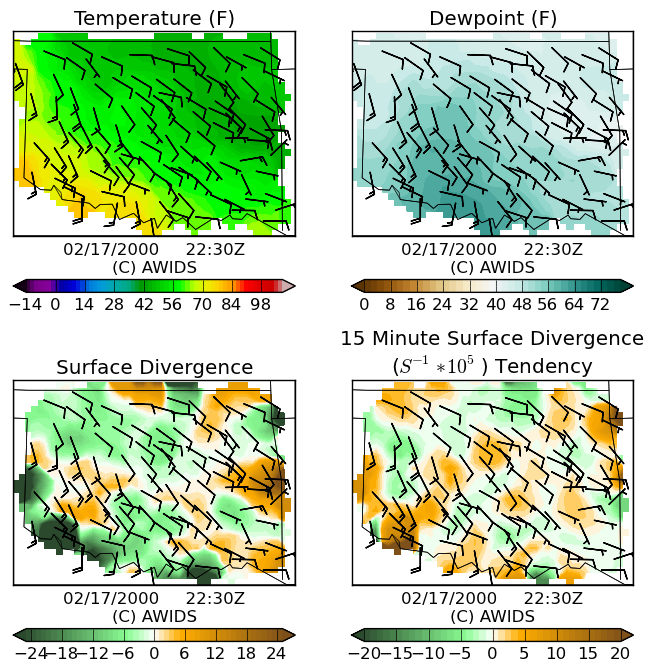 Temperature (F)
Dewpoint (F)
02/17/2000 22:30Z
(C) AWIDS
02/17/2000 22:30Z
(C) AWIDS
−14 0 14 28 42 56 70 84 98
0 8 16 24 32 40 48 56 64 72
Surface Divergence
15 Minute Surface Divergence
(S⁻¹ *10⁵ ) Tendency
02/17/2000 22:30Z
(C) AWIDS
02/17/2000 22:30Z
(C) AWIDS
−24 −18 −12 −6 0 6 12 18 24
−20 −15 −10 −5 0 5 10 15 20